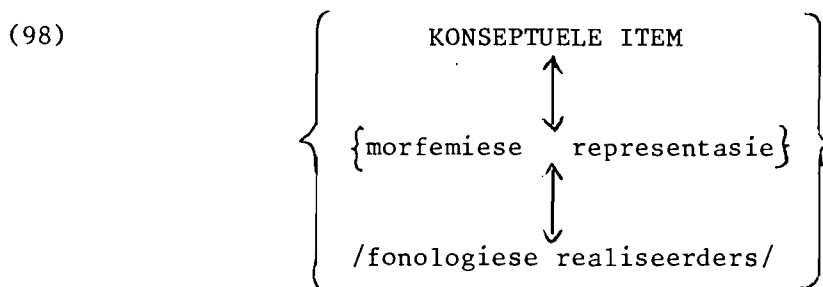 (98) KONSEPTUELE ITEM
{morfemiese representasie}
/fonologiese realiseerders/